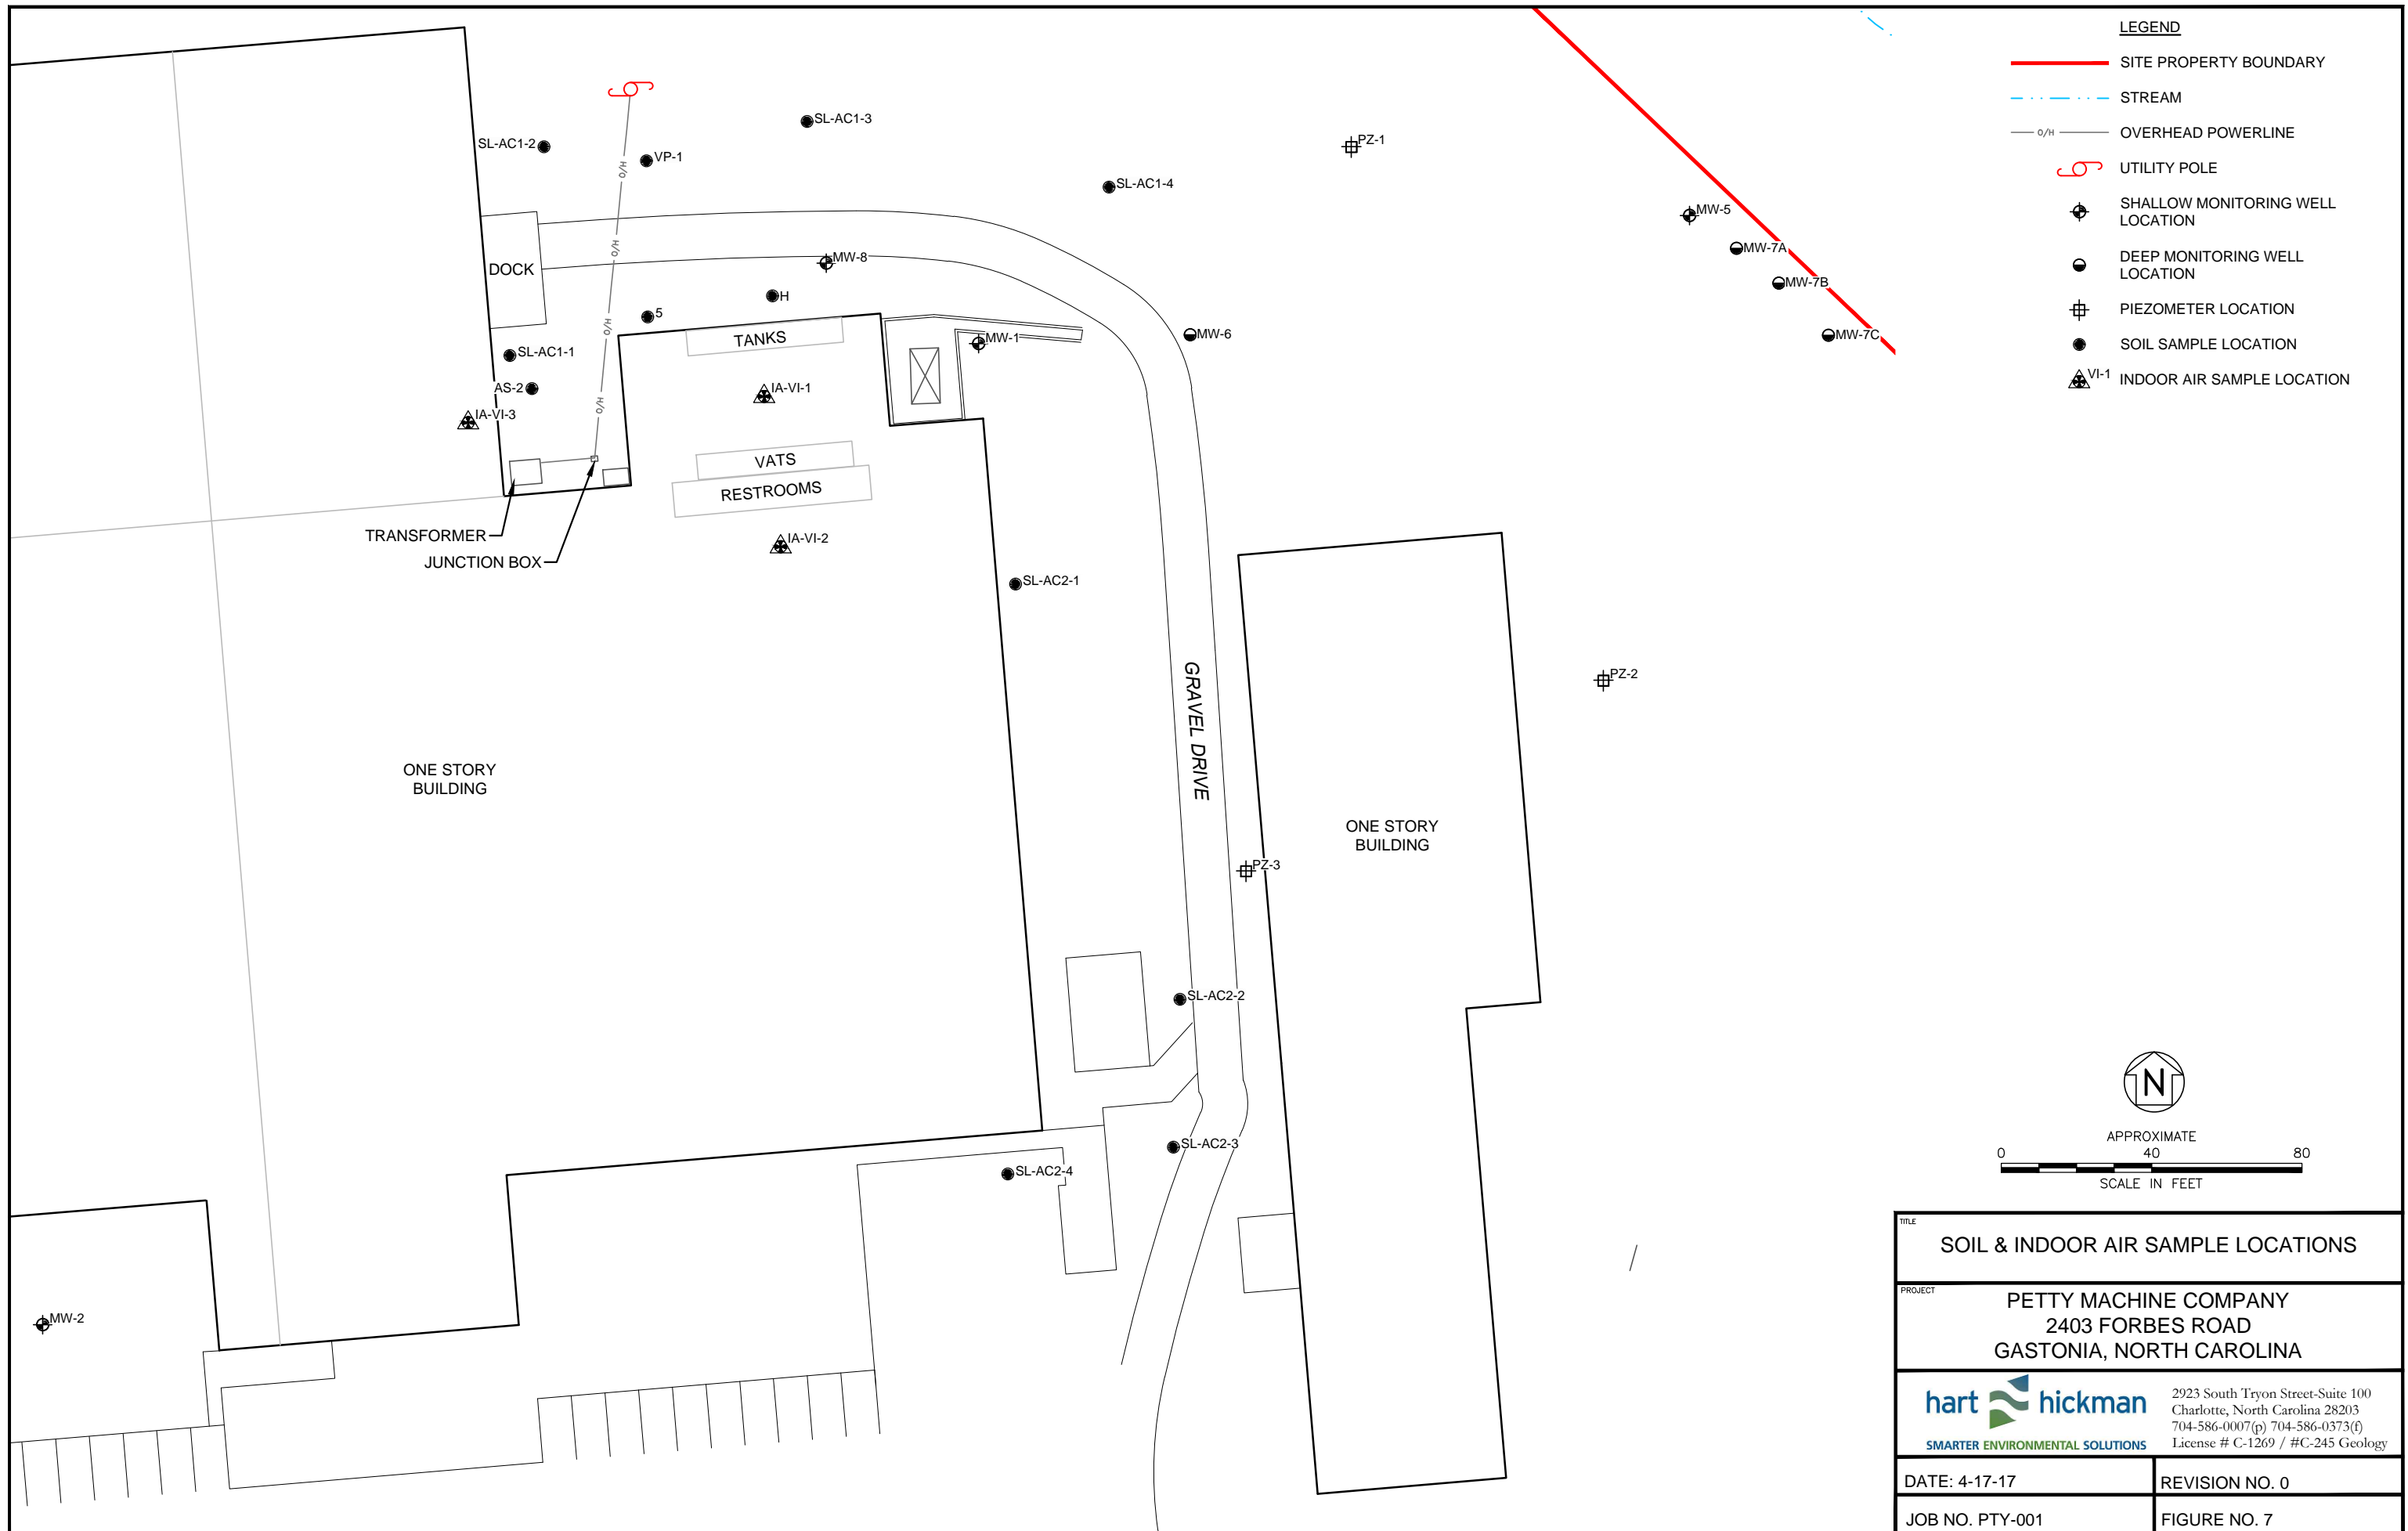 LEGEND
SITE PROPERTY BOUNDARY
STREAM
O/H
OVERHEAD POWERLINE
UTILITY POLE
SHALLOW MONITORING WELL
LOCATION
DEEP MONITORING WELL
LOCATION
PIEZOMETER LOCATION
SOIL SAMPLE LOCATION
VI-1
INDOOR AIR SAMPLE LOCATION
SL-AC1-3
SL-AC1-2
VP-1
PZ-1
O/H
SL-AC1-4
MW-5
O/H
MW-7A
MW-8
DOCK
MW-7B
H
5
O/H
MW-6
MW-7C
TANKS
MW-1
SL-AC1-1
AS-2
IA-VI-1
O/H
IA-VI-3
VATS
RESTROOMS
TRANSFORMER
IA-VI-2
JUNCTION BOX
SL-AC2-1
PZ-2
GRAVEL DRIVE
ONE STORY
BUILDING
ONE STORY
BUILDING
PZ-3
SL-AC2-2
SL-AC2-3
SL-AC2-4
MW-2
N
APPROXIMATE
0 40 80
SCALE IN FEET
TITLE
SOIL & INDOOR AIR SAMPLE LOCATIONS
PROJECT
PETTY MACHINE COMPANY
2403 FORBES ROAD
GASTONIA, NORTH CAROLINA
hart hickman
SMARTER ENVIRONMENTAL SOLUTIONS
2923 South Tryon Street-Suite 100
Charlotte, North Carolina 28203
704-586-0007(p) 704-586-0373(f)
License # C-1269 / #C-245 Geology
DATE: 4-17-17
REVISION NO. 0
JOB NO. PTY-001
FIGURE NO. 7